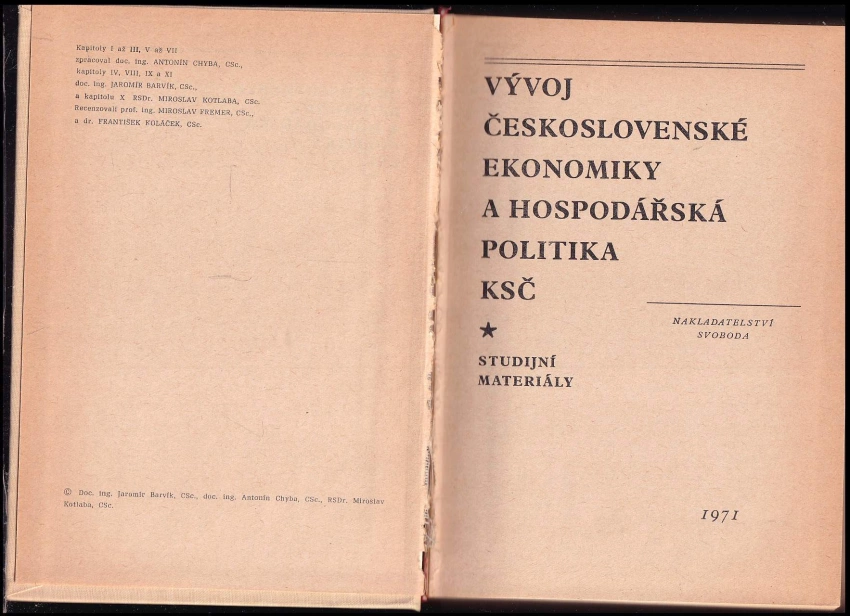 Kapitoly I až III, V až VII
zpracoval doc. ing. ANTONÍN CHYBA, CSc.,
kapitoly IV, VIII, IX a XI
doc. ing. JAROMÍR BARVÍK, CSc.,
a kapitolu X RSDr. MIROSLAV KOTLABA, CSc.
Recenzovali prof. ing. MIROSLAV FREMER, CSc.,
a dr. FRANTIŠEK FOLÁČEK, CSc.
© Doc. ing. Jaromír Barvík, CSc., doc. ing. Antonín Chyba, CSc., RSDr. Miroslav
Kotlaba, CSc.
VÝVOJ
ČESKOSLOVENSKÉ
EKONOMIKY
A HOSPODÁŘSKÁ
POLITIKA
KSČ
NAKLADATELSTVÍ
SVOBODA
STUDIJNÍ
MATERIÁLY
1971